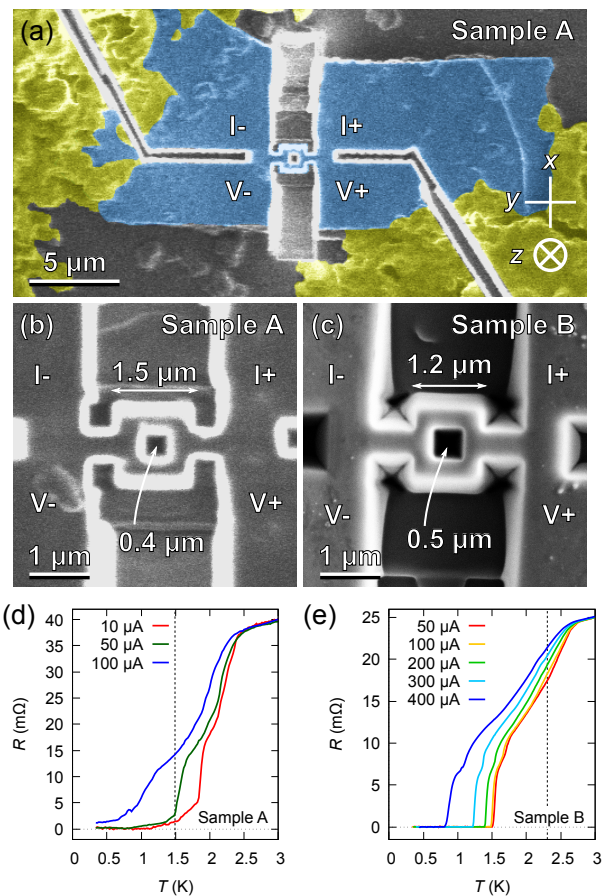 (a)
Sample A
I-
I+
V-
V+
x
y
z
5 µm
(b)
Sample A
I-
I+
1.5 µm
V-
V+
0.4 µm
1 µm
(c)
Sample B
I-
I+
1.2 µm
V-
V+
0.5 µm
1 µm
(d)
40
35
30
25
20
15
10
5
0
R (mΩ)
10 µA
50 µA
100 µA
Sample A
0
0.5
1
1.5
2
2.5
3
T (K)
(e)
25
20
15
10
5
0
R (mΩ)
50 µA
100 µA
200 µA
300 µA
400 µA
Sample B
0
0.5
1
1.5
2
2.5
3
T (K)